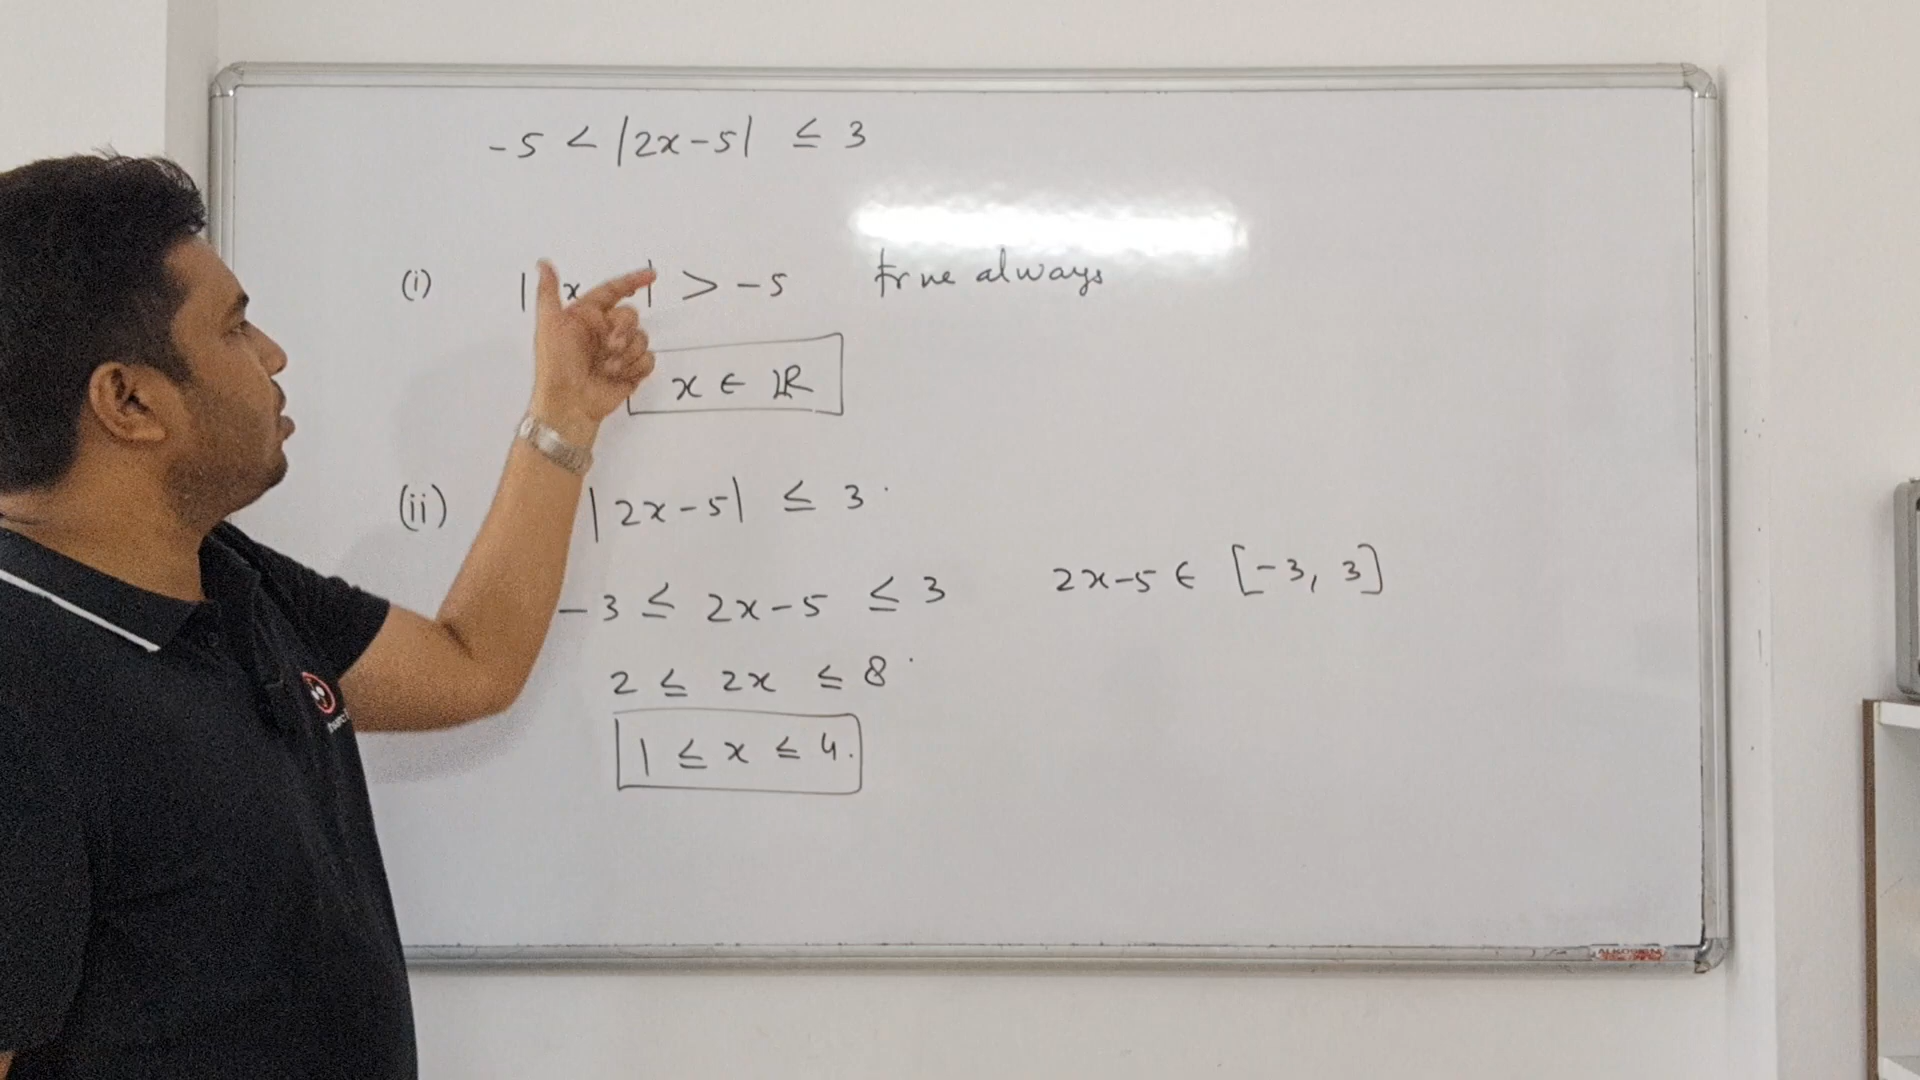 -5 < |2x-5| ≤ 3
(i) | x | > -5 true always
x ∈ ℝ
(ii) |2x-5| ≤ 3.
-3 ≤ 2x-5 ≤ 3 2x-5 ∈ [-3, 3]
2 ≤ 2x ≤ 8.
1 ≤ x ≤ 4.